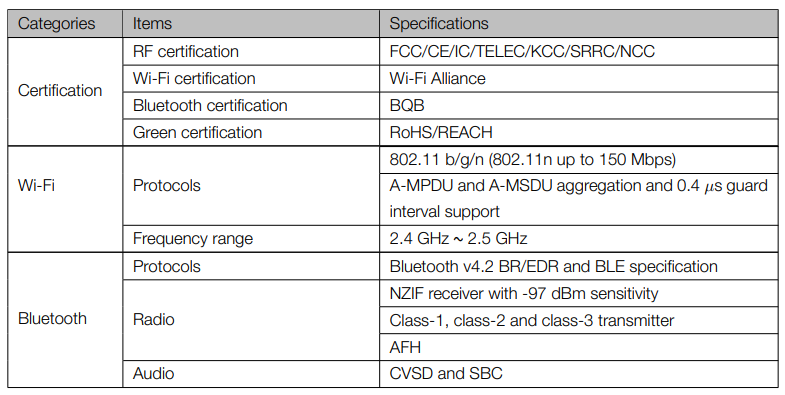 Categories Items Specifications
Certification
RF certification FCC/CE/IC/TELEC/KCC/SRRC/NCC
Wi-Fi certification Wi-Fi Alliance
Bluetooth certification BQB
Green certification RoHS/REACH
Wi-Fi
Protocols
802.11 b/g/n (802.11n up to 150 Mbps)
A-MPDU and A-MSDU aggregation and 0.4 μs guard
interval support
Frequency range 2.4 GHz ~ 2.5 GHz
Bluetooth
Protocols Bluetooth v4.2 BR/EDR and BLE specification
Radio
NZIF receiver with -97 dBm sensitivity
Class-1, class-2 and class-3 transmitter
AFH
Audio CVSD and SBC